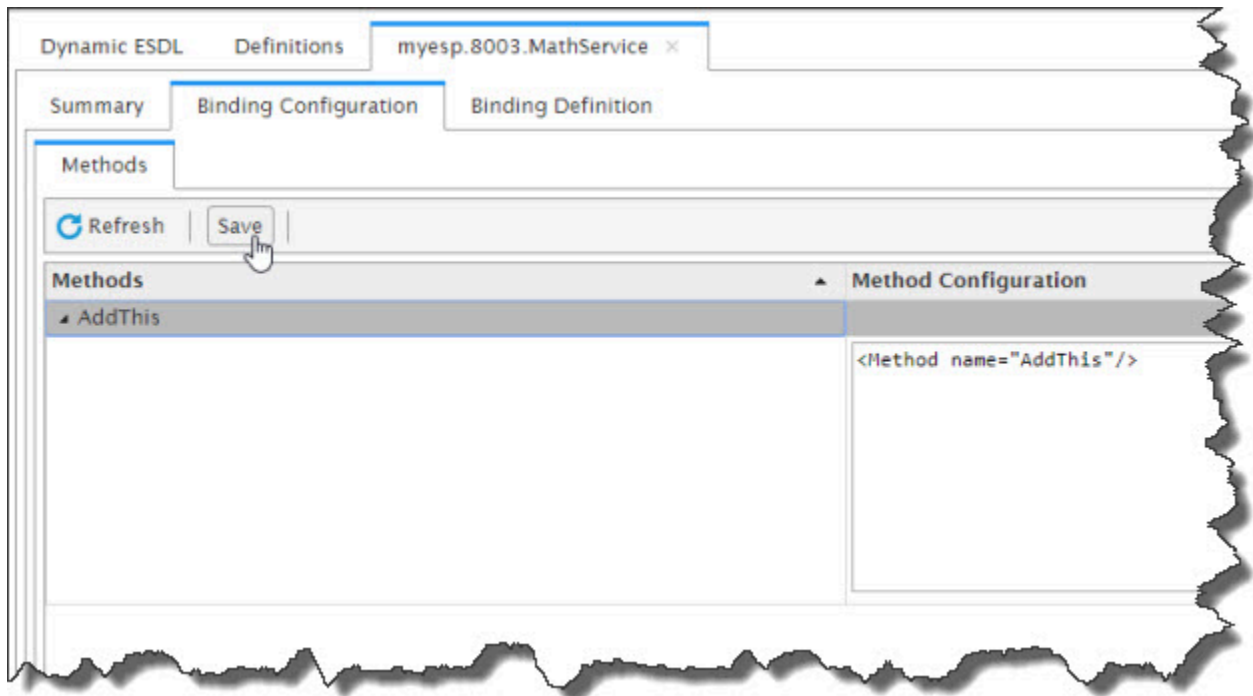 Dynamic ESDL Definitions myesp.8003.MathService ×
Summary Binding Configuration Binding Definition
Methods
Refresh Save
Methods Method Configuration
AddThis
<Method name="AddThis"/>